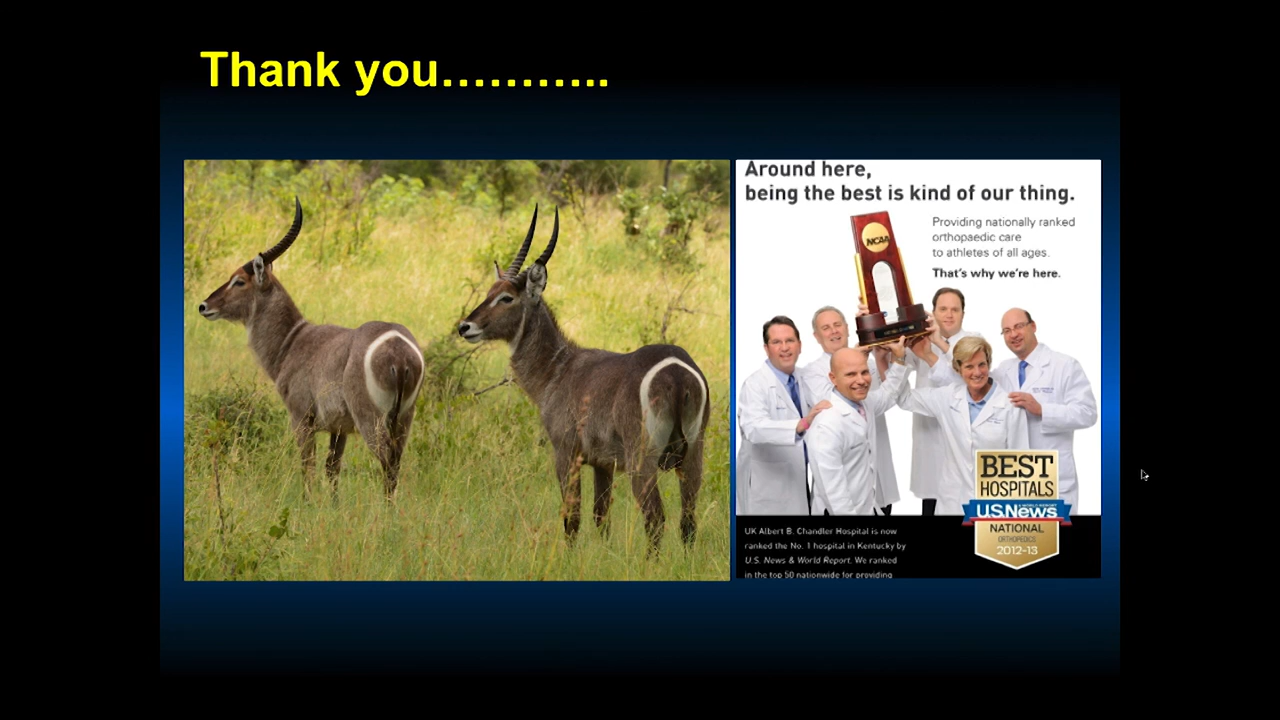 Thank you………..
Around here,
being the best is kind of our thing.
Providing nationally ranked
orthopaedic care
to athletes of all ages.
That's why we're here.
NCAA
BEST
HOSPITALS
U.S.News
NATIONAL
ORTHOPEDICS
2012-13
UK Albert B. Chandler Hospital is now
ranked the No. 1 hospital in Kentucky by
U.S. News & World Report. We ranked
in the top 50 nationwide for providing